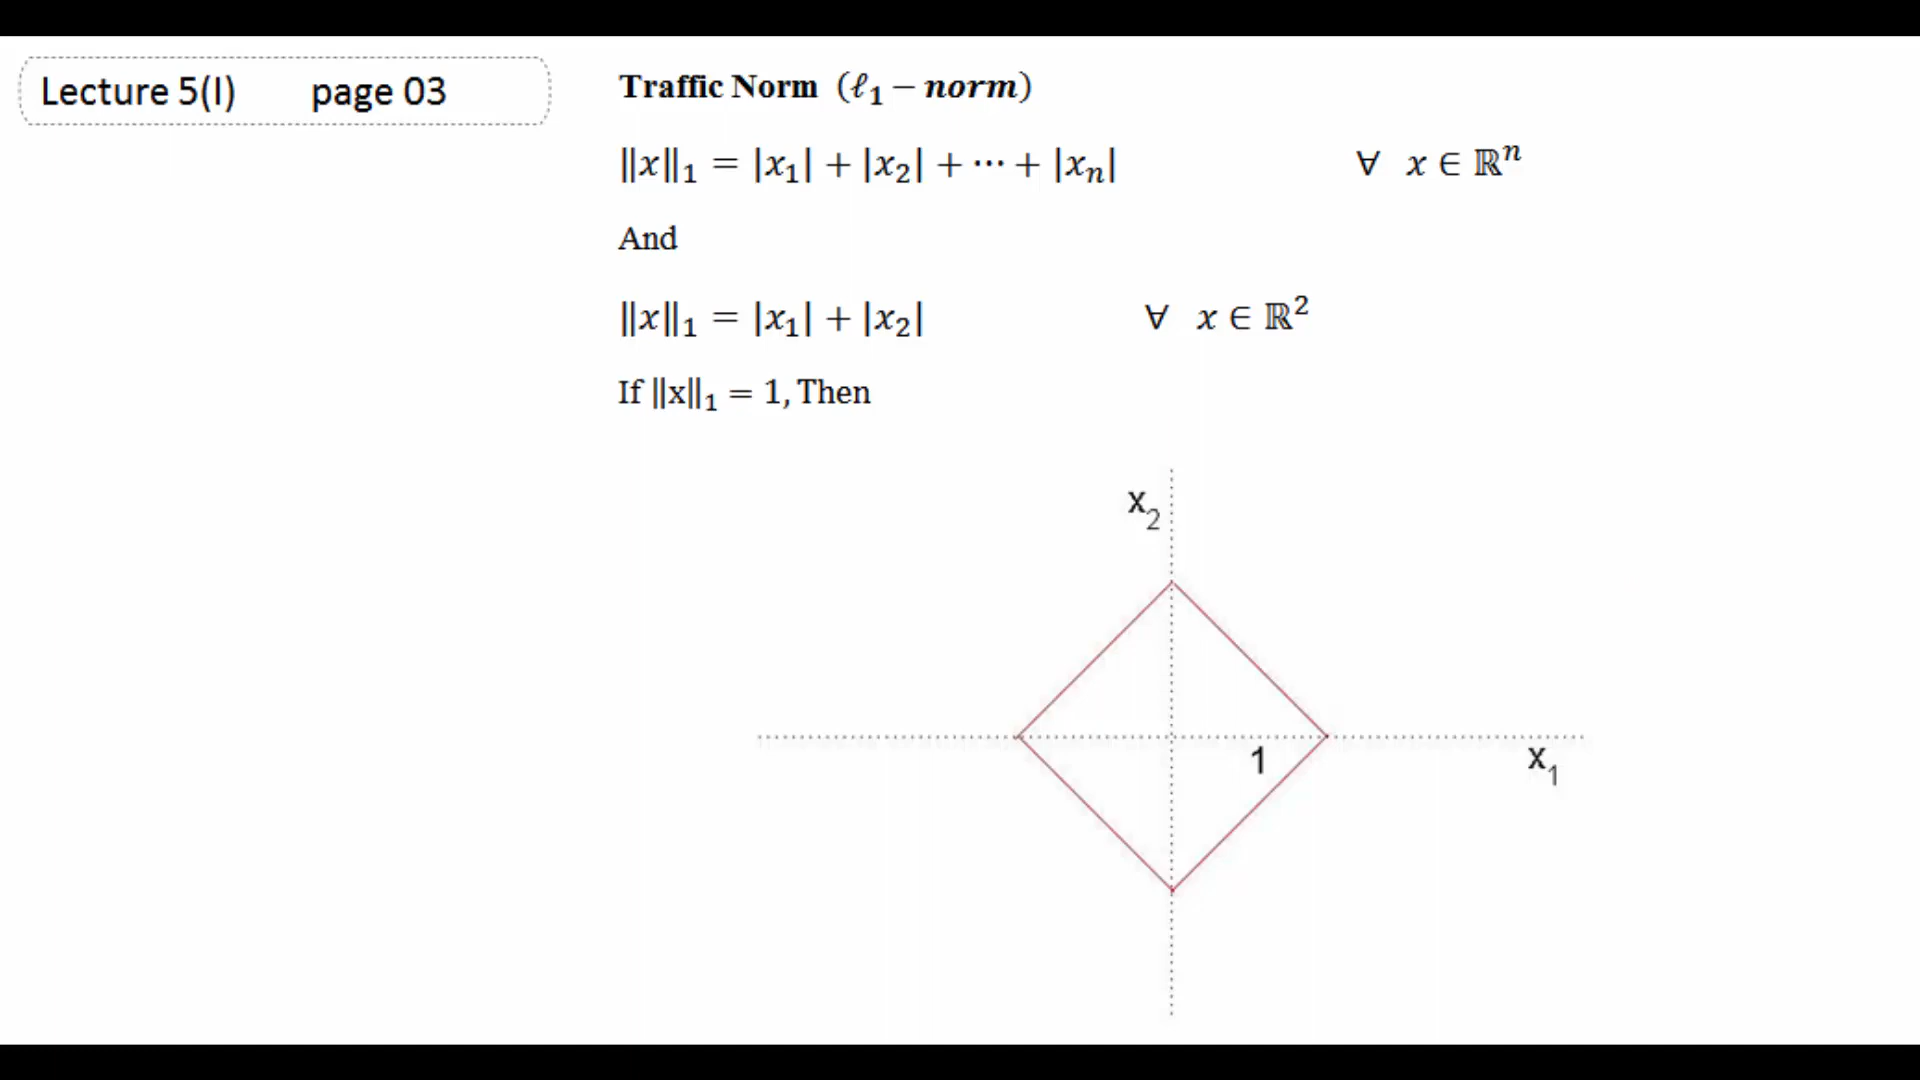 Lecture 5(I) page 03
Traffic Norm (ℓ₁ − norm)
‖x‖₁ = |x₁| + |x₂| + ⋯ + |xₙ| ∀ x ∈ ℝⁿ
And
‖x‖₁ = |x₁| + |x₂| ∀ x ∈ ℝ²
If ‖x‖₁ = 1, Then
x₂
1
x₁